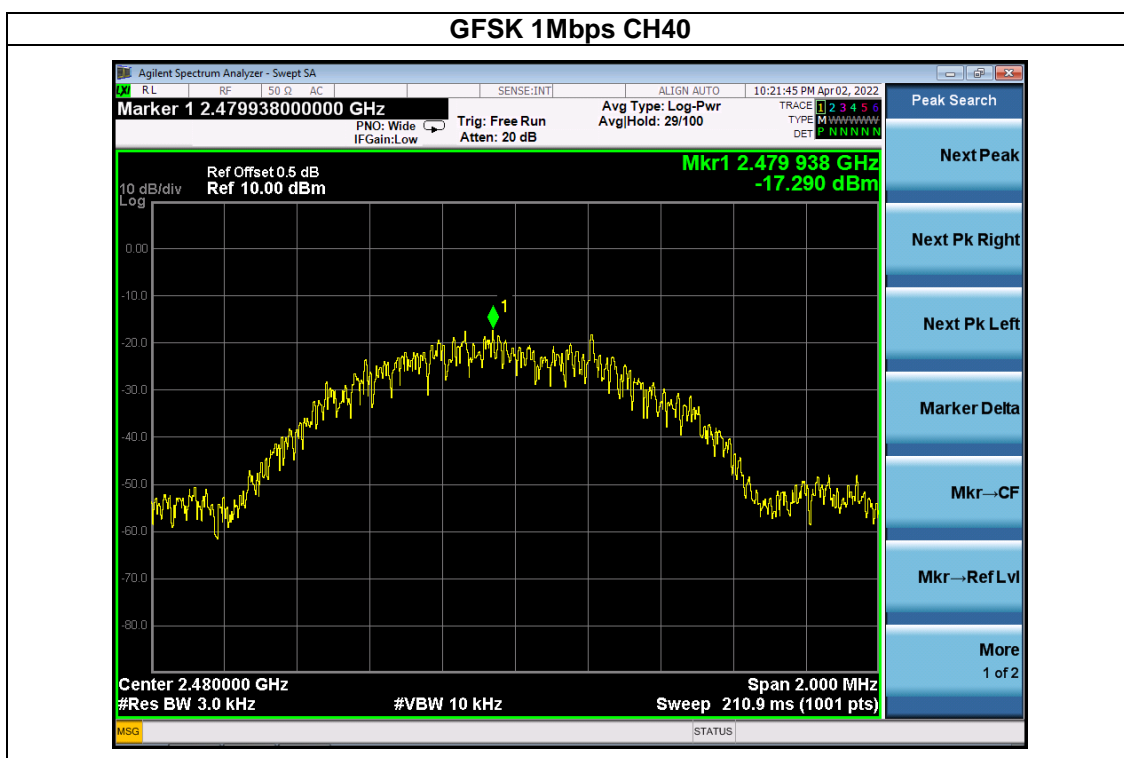 GFSK 1Mbps CH40
Agilent Spectrum Analyzer - Swept SA
LXI RL RF 50 Ω AC SENSE:INT ALIGN AUTO 10:21:45 PM Apr 02, 2022
Marker 1 2.479938000000 GHz
PNO: Wide
IFGain:Low
Trig: Free Run
Atten: 20 dB
Avg Type: Log-Pwr
Avg|Hold: 29/100
TRACE 1 2 3 4 5 6
TYPE M WWWWW
DET P N N N N N
Mkr1 2.479 938 GHz
-17.290 dBm
Ref Offset 0.5 dB
10 dB/div Ref 10.00 dBm
Log
0.00
-10.0
-20.0
-30.0
-40.0
-50.0
-60.0
-70.0
-80.0
1
Center 2.480000 GHz Span 2.000 MHz
#Res BW 3.0 kHz #VBW 10 kHz Sweep 210.9 ms (1001 pts)
MSG STATUS
Peak Search
Next Peak
Next Pk Right
Next Pk Left
Marker Delta
Mkr→CF
Mkr→Ref Lvl
More
1 of 2